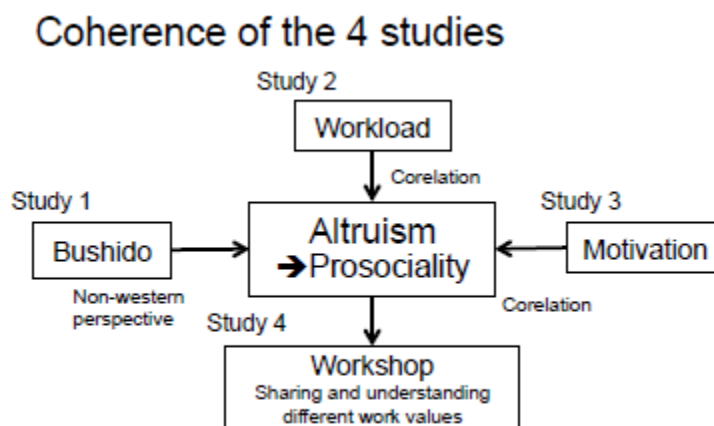 Coherence of the 4 studies
Study 2
Workload
Corelation
Study 1
Bushido
Non-western
perspective
Altruism
➔Prosociality
Study 3
Motivation
Corelation
Study 4
Workshop
Sharing and understanding
different work values